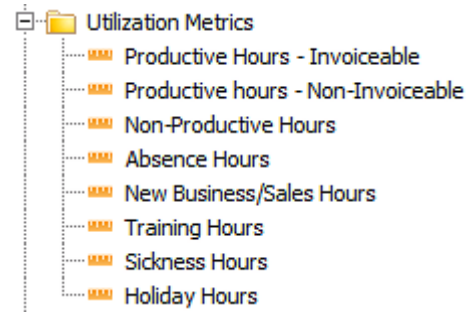 Utilization Metrics
Productive Hours - Invoiceable
Productive hours - Non-Invoiceable
Non-Productive Hours
Absence Hours
New Business/Sales Hours
Training Hours
Sickness Hours
Holiday Hours